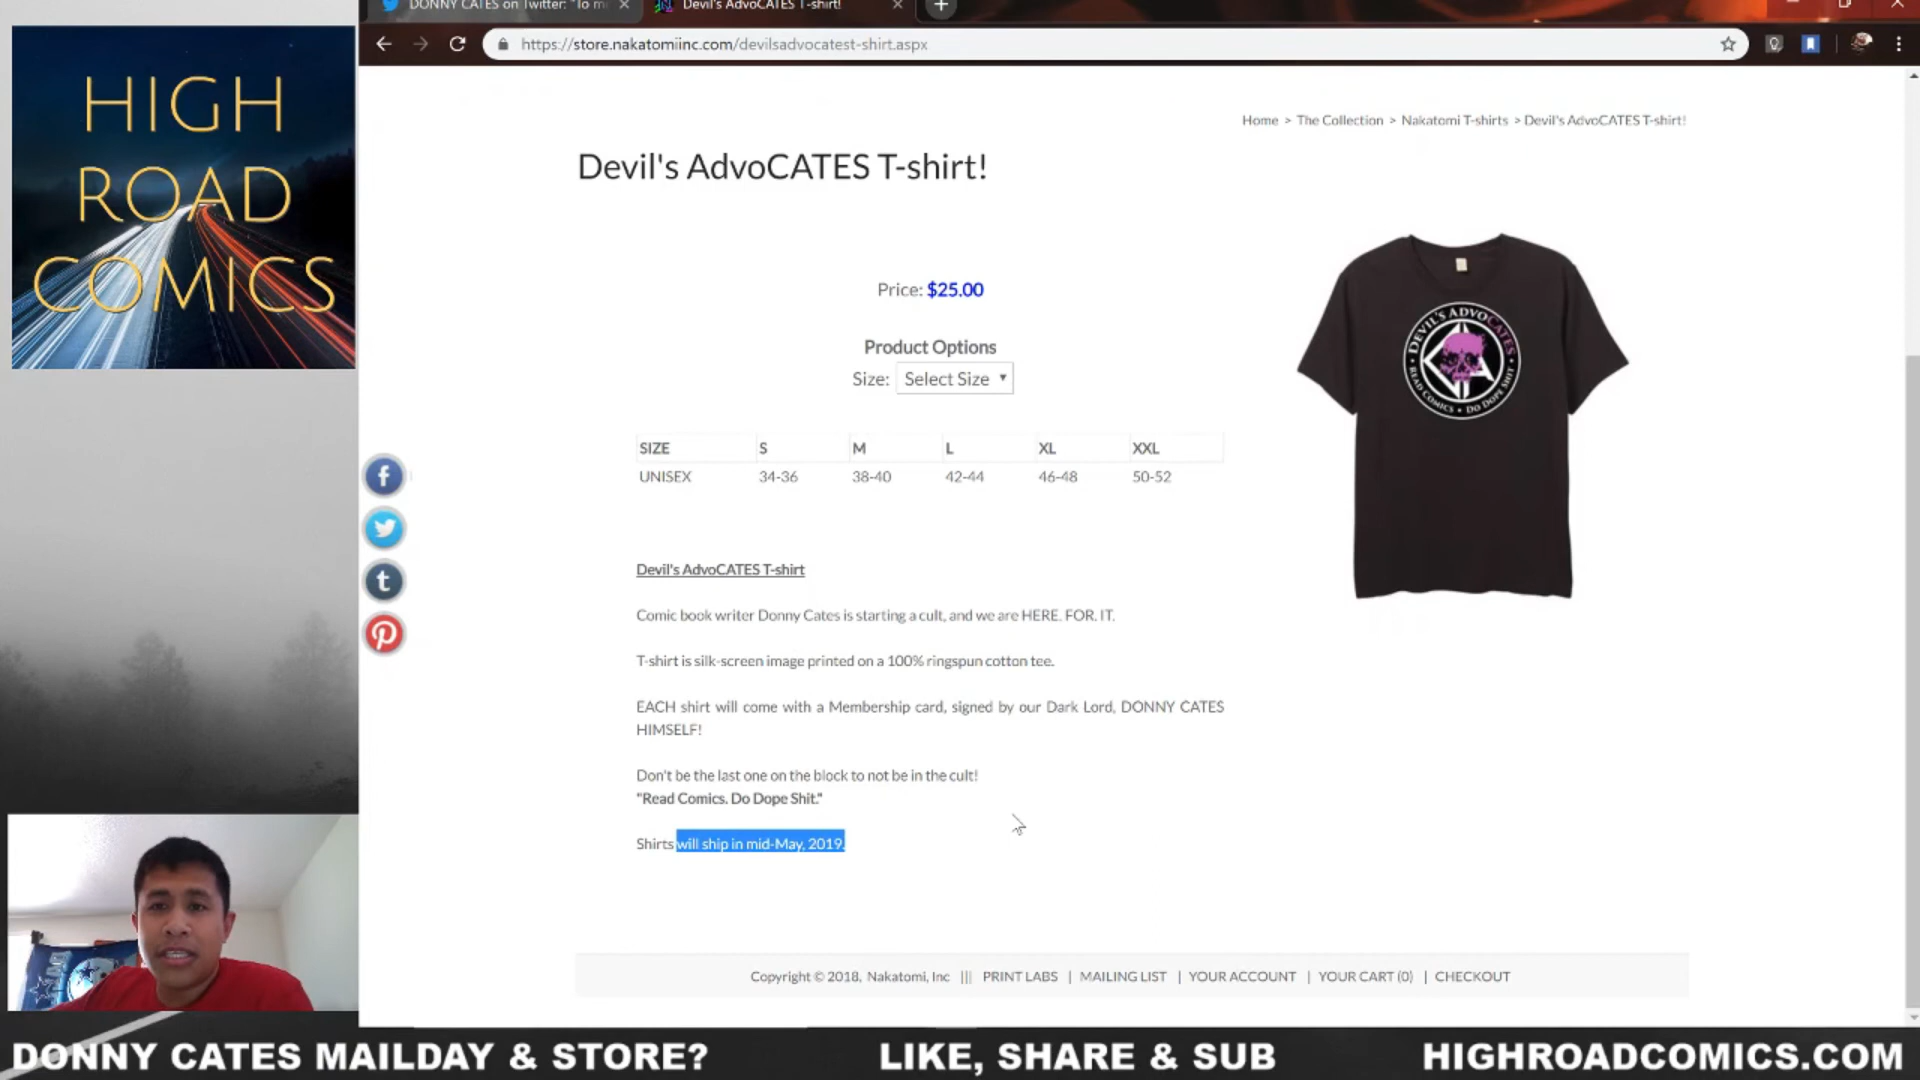 DONNY CATES on Twitter: "To m
Devil's AdvoCATES T-shirt!
https://store.nakatomiinc.com/devilsadvocatest-shirt.aspx
HIGH
ROAD
COMICS
Home > The Collection > Nakatomi T-shirts > Devil's AdvoCATES T-shirt!
Devil's AdvoCATES T-shirt!
Price: $25.00
Product Options
Size: Select Size
SIZE S M L XL XXL
UNISEX 34-36 38-40 42-44 46-48 50-52
DEVIL'S ADVOCATES
READ COMICS • DO DOPE SHIT
Devil's AdvoCATES T-shirt
Comic book writer Donny Cates is starting a cult, and we are HERE. FOR. IT.
T-shirt is silk-screen image printed on a 100% ringspun cotton tee.
EACH shirt will come with a Membership card, signed by our Dark Lord, DONNY CATES
HIMSELF!
Don't be the last one on the block to not be in the cult!
"Read Comics. Do Dope Shit."
Shirts will ship in mid-May, 2019.
Copyright © 2018, Nakatomi, Inc ||| PRINT LABS | MAILING LIST | YOUR ACCOUNT | YOUR CART (0) | CHECKOUT
DONNY CATES MAILDAY & STORE? LIKE, SHARE & SUB HIGHROADCOMICS.COM